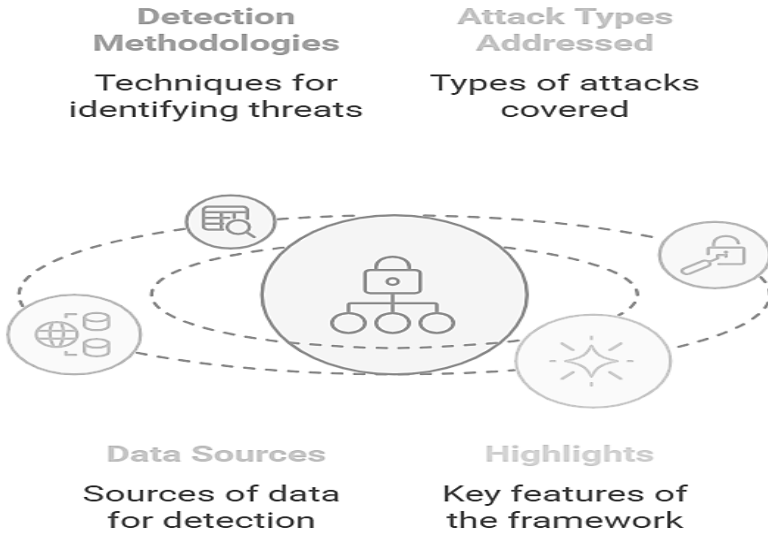 Detection
Methodologies
Techniques for
identifying threats
Attack Types
Addressed
Types of attacks
covered
Data Sources
Sources of data
for detection
Highlights
Key features of
the framework